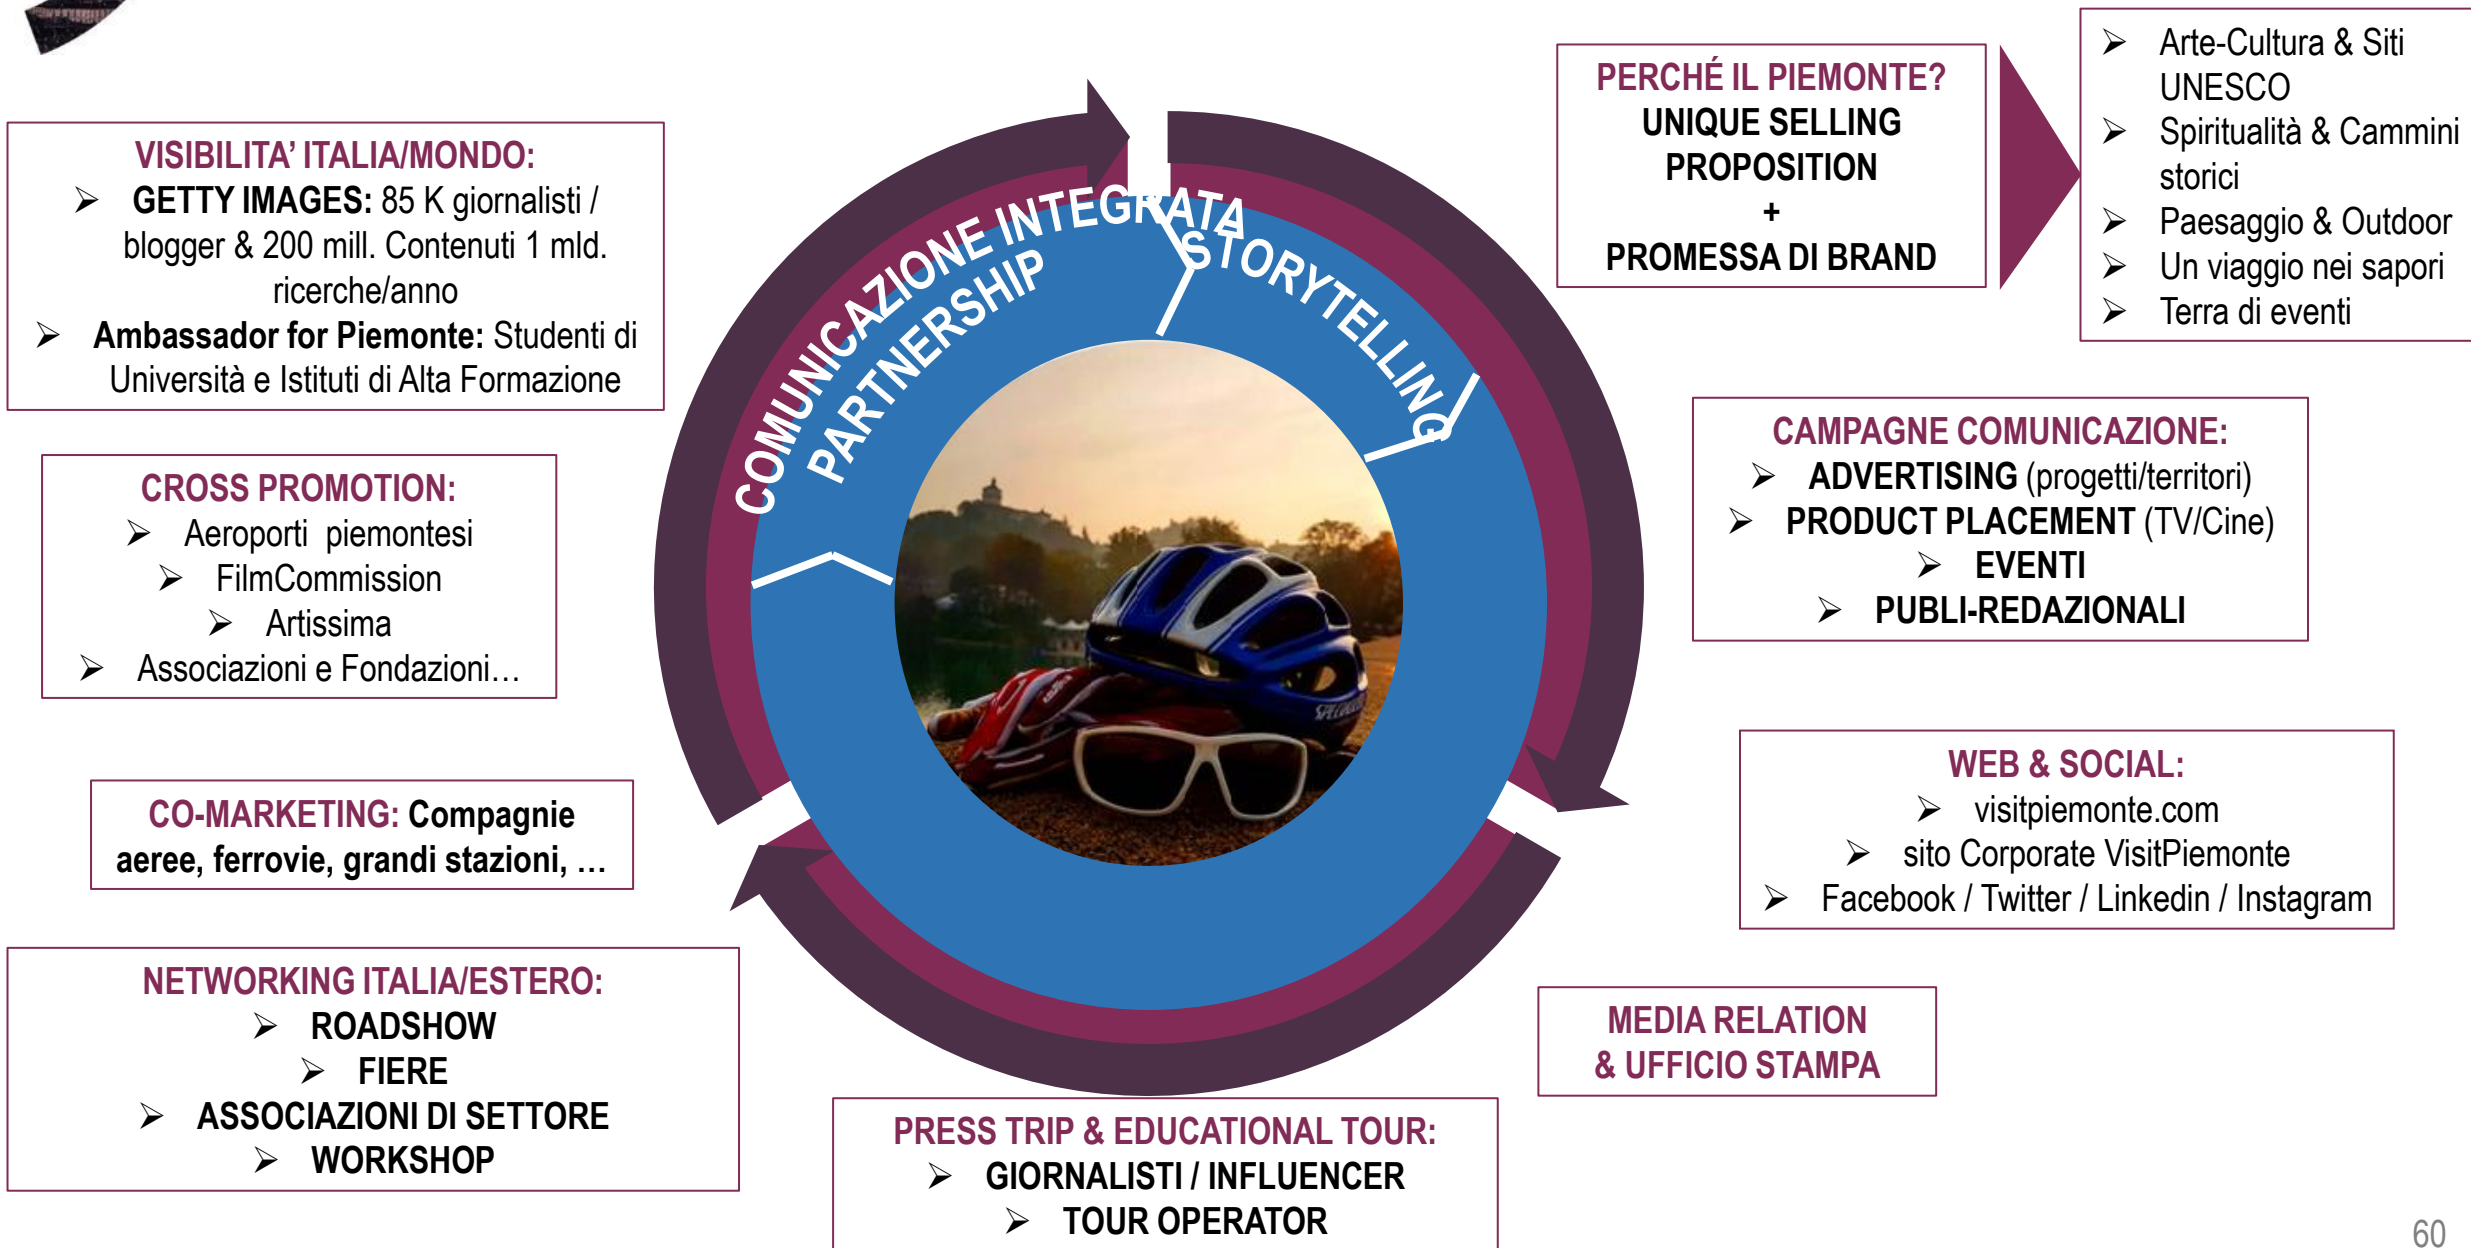 PERCHÉ IL PIEMONTE?
UNIQUE SELLING
PROPOSITION
+
PROMESSA DI BRAND
➢ Arte-Cultura & Siti
UNESCO
➢ Spiritualità & Cammini
storici
➢ Paesaggio & Outdoor
➢ Un viaggio nei sapori
➢ Terra di eventi
VISIBILITA' ITALIA/MONDO:
➢ GETTY IMAGES: 85 K giornalisti /
blogger & 200 mill. Contenuti 1 mld.
ricerche/anno
➢ Ambassador for Piemonte: Studenti di
Università e Istituti di Alta Formazione
COMUNICAZIONE INTEGRATA
PARTNERSHIP
STORYTELLING
CAMPAGNE COMUNICAZIONE:
➢ ADVERTISING (progetti/territori)
➢ PRODUCT PLACEMENT (TV/Cine)
➢ EVENTI
➢ PUBLI-REDAZIONALI
CROSS PROMOTION:
➢ Aeroporti piemontesi
➢ FilmCommission
➢ Artissima
➢ Associazioni e Fondazioni…
WEB & SOCIAL:
➢ visitpiemonte.com
➢ sito Corporate VisitPiemonte
➢ Facebook / Twitter / Linkedin / Instagram
CO-MARKETING: Compagnie
aeree, ferrovie, grandi stazioni, …
NETWORKING ITALIA/ESTERO:
➢ ROADSHOW
➢ FIERE
➢ ASSOCIAZIONI DI SETTORE
➢ WORKSHOP
MEDIA RELATION
& UFFICIO STAMPA
PRESS TRIP & EDUCATIONAL TOUR:
➢ GIORNALISTI / INFLUENCER
➢ TOUR OPERATOR
60